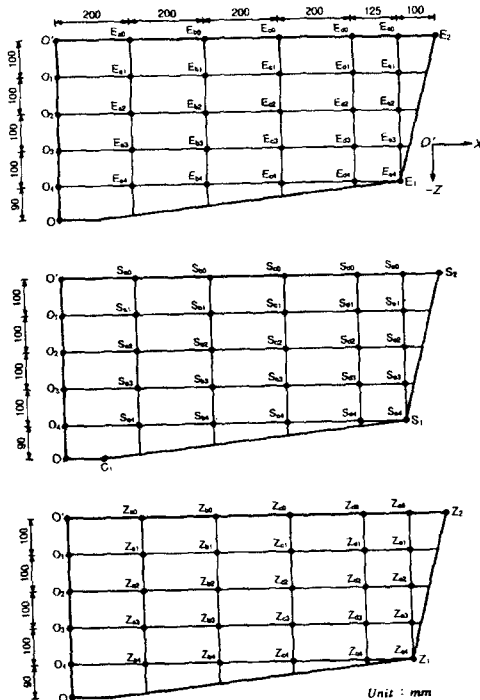 200 200 200 200 125 100
O' Ea0 Eb0 Ec0 Ed0 Ee0 E2
100 100 100 100 90
O1 Ea1 Eb1 Ec1 Ed1 Ee1
O2 Ea2 Eb2 Ec2 Ed2 Ee2
O3 Ea3 Eb3 Ec3 Ed3 Ee3
O' X
-Z
O4 Ea4 Eb4 Ec4 Ed4 Ee4 E1
O
O' Sa0 Sb0 Sc0 Sd0 Se0 S2
100 100 100 100 90
O1 Sa1 Sb1 Sc1 Sd1 Se1
O2 Sa2 Sb2 Sc2 Sd2 Se2
O3 Sa3 Sb3 Sc3 Sd1 Se3
O4 Sa4 Sb4 Sc4 Sd4 Se4 S1
O C1
O' Za0 Zb0 Zc0 Zd0 Ze0 Z2
100 100 100 100 90
O1 Za1 Zb1 Zc1 Zd1 Ze1
O2 Za2 Zb2 Zc2 Zd2 Ze2
O3 Za3 Zb3 Zc3 Zd3 Ze3
O4 Za4 Zb4 Zc4 Zd4 Ze4 Z1
O
Unit : mm